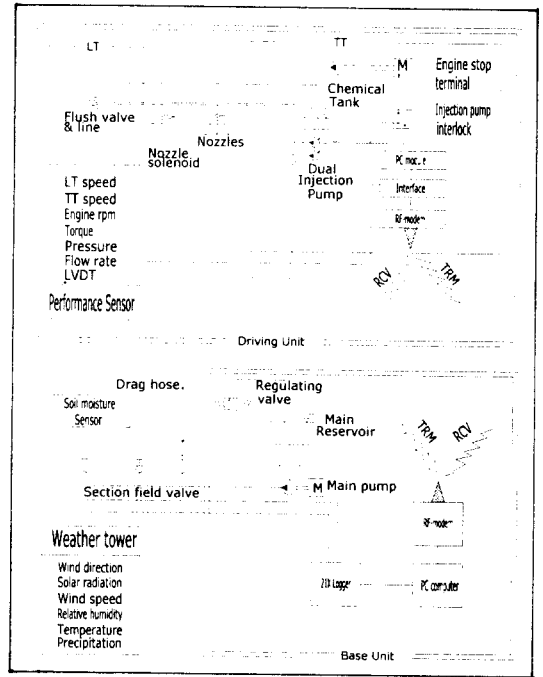 LT
TT
M
Engine stop
terminal
Chemical
Tank
Injection pump
interlock
Flush valve
& line
Nozzles
Nozzle
solenoid
Dual
Injection
Pump
PC module
Interface
RF-modem
RCV
TRM
LT speed
TT speed
Engine rpm
Torque
Pressure
Flow rate
LVDT
Performance Sensor
Driving Unit
Drag hose.
Regulating
valve
Soil moisture
Sensor
Main
Reservoir
TRM
RCV
Section field valve
M Main pump
RF-modem
Weather tower
Wind direction
Solar radiation
Wind speed
Relative humidity
Temperature
Precipitation
21X Logger
PC computer
Base Unit